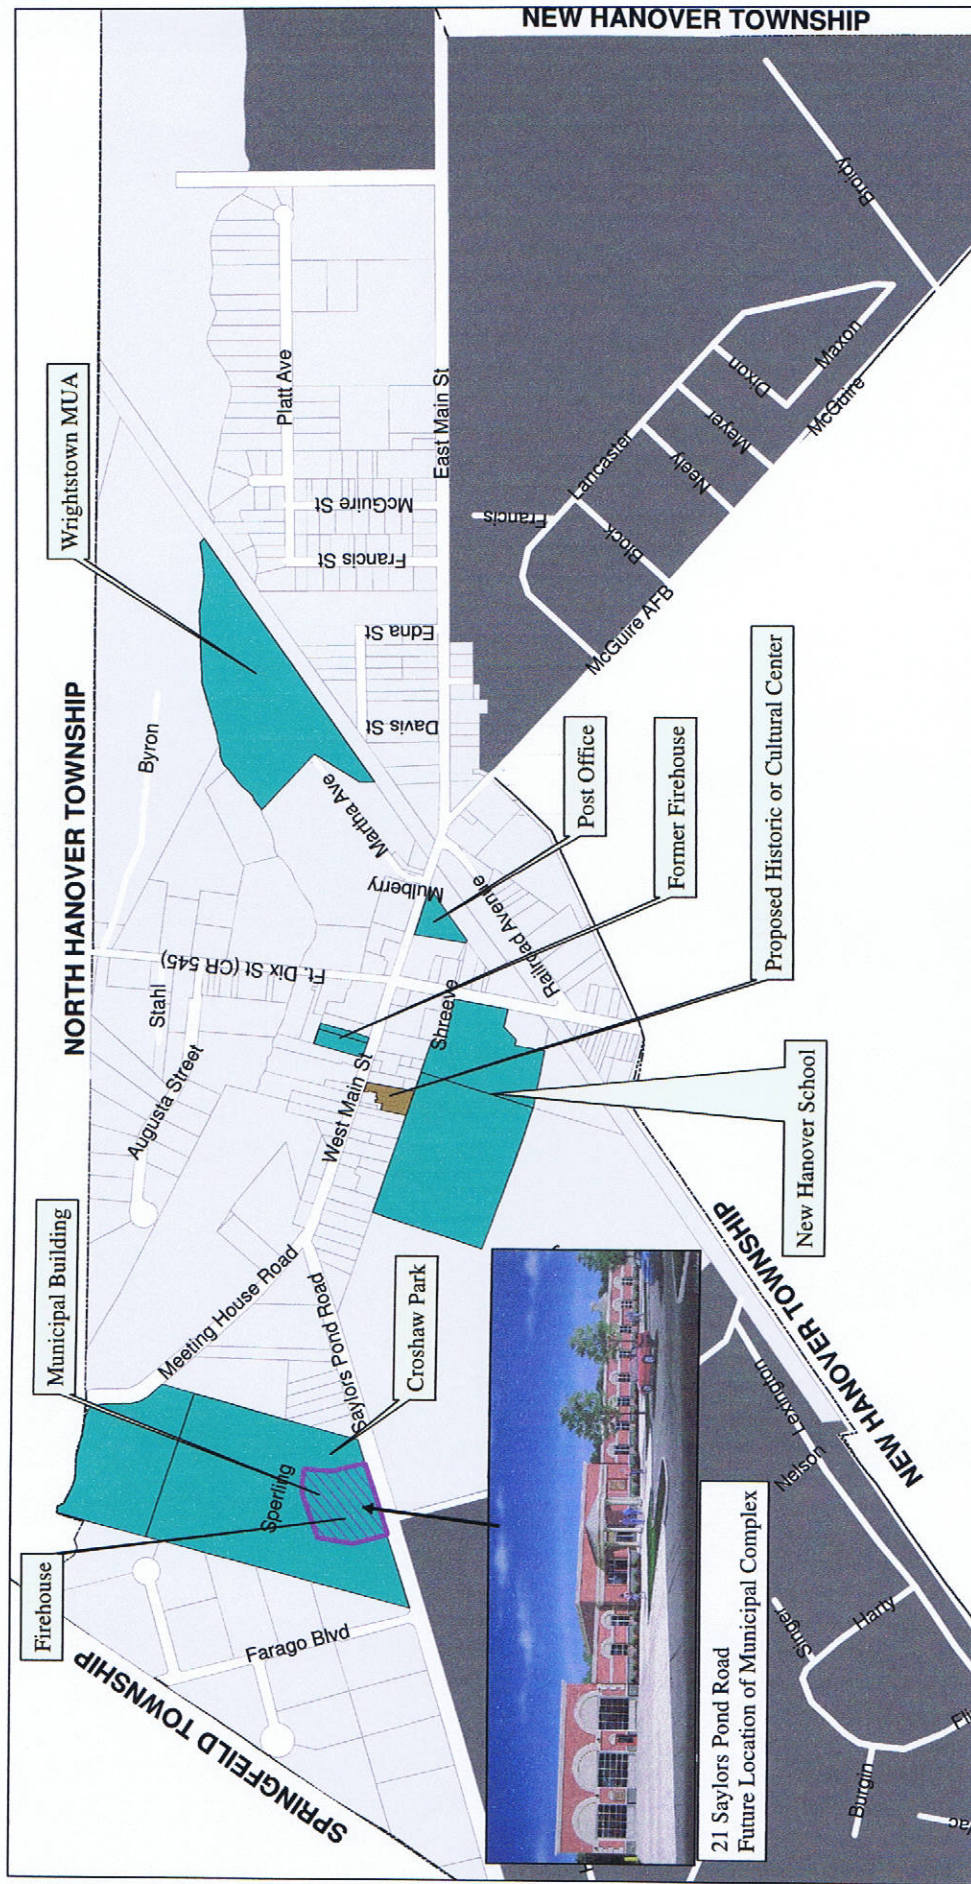 NEW HANOVER TOWNSHIP
NORTH HANOVER TOWNSHIP
SPRINGFEILD TOWNSHIP
NEW HANOVER TOWNSHIP
Wrightstown MUA
Municipal Building
Firehouse
Croshaw Park
Post Office
Former Firehouse
Proposed Historic or Cultural Center
New Hanover School
21 Saylors Pond Road
Future Location of Municipal Complex
Platt Ave
East Main St
McGuire St
Francis St
Edna St
Davis St
Byron
Martha Ave
Mulberry
Ft. Dix St (CR 545)
Stahl
Augusta Street
West Main St
Shreeve
Railroad Avenue
Meeting House Road
Saylors Pond Road
Sperling
Farago Blvd
Broidy
Maxon
Dixon
Meyer
Neely
Lancaster
Francis
Block
McGuire
McGuire AFB
Lexington
Nelson
Harty
Singer
Burgin